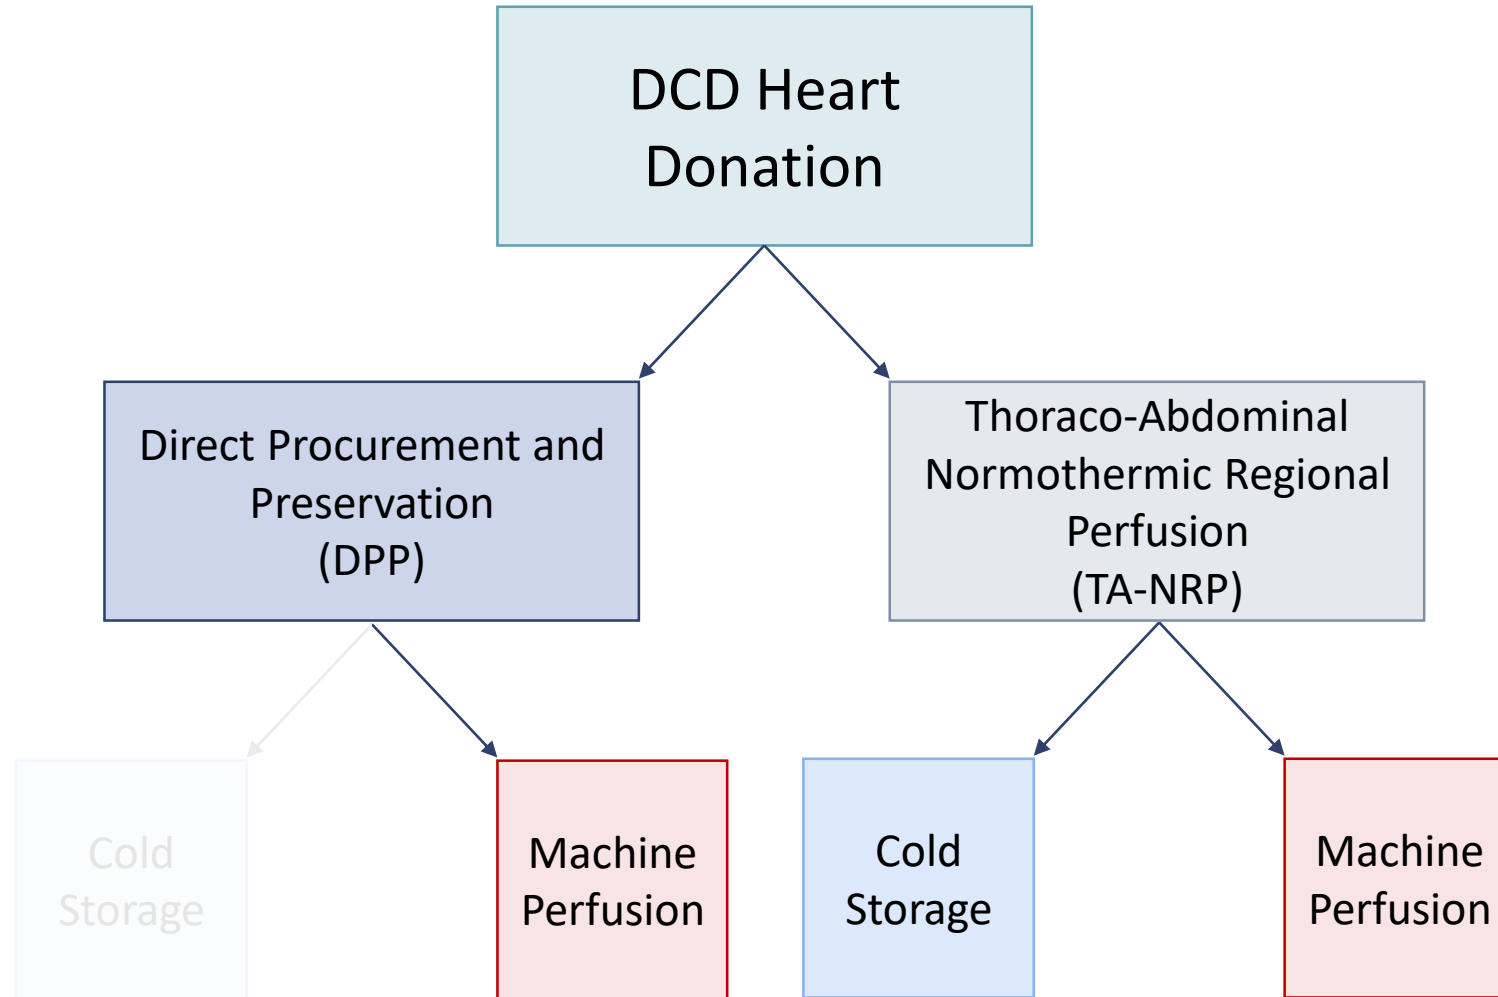 DCD Heart
Donation
Direct Procurement and
Preservation
(DPP)
Thoraco-Abdominal
Normothermic Regional
Perfusion
(TA-NRP)
Cold
Storage
Machine
Perfusion
Cold
Storage
Machine
Perfusion